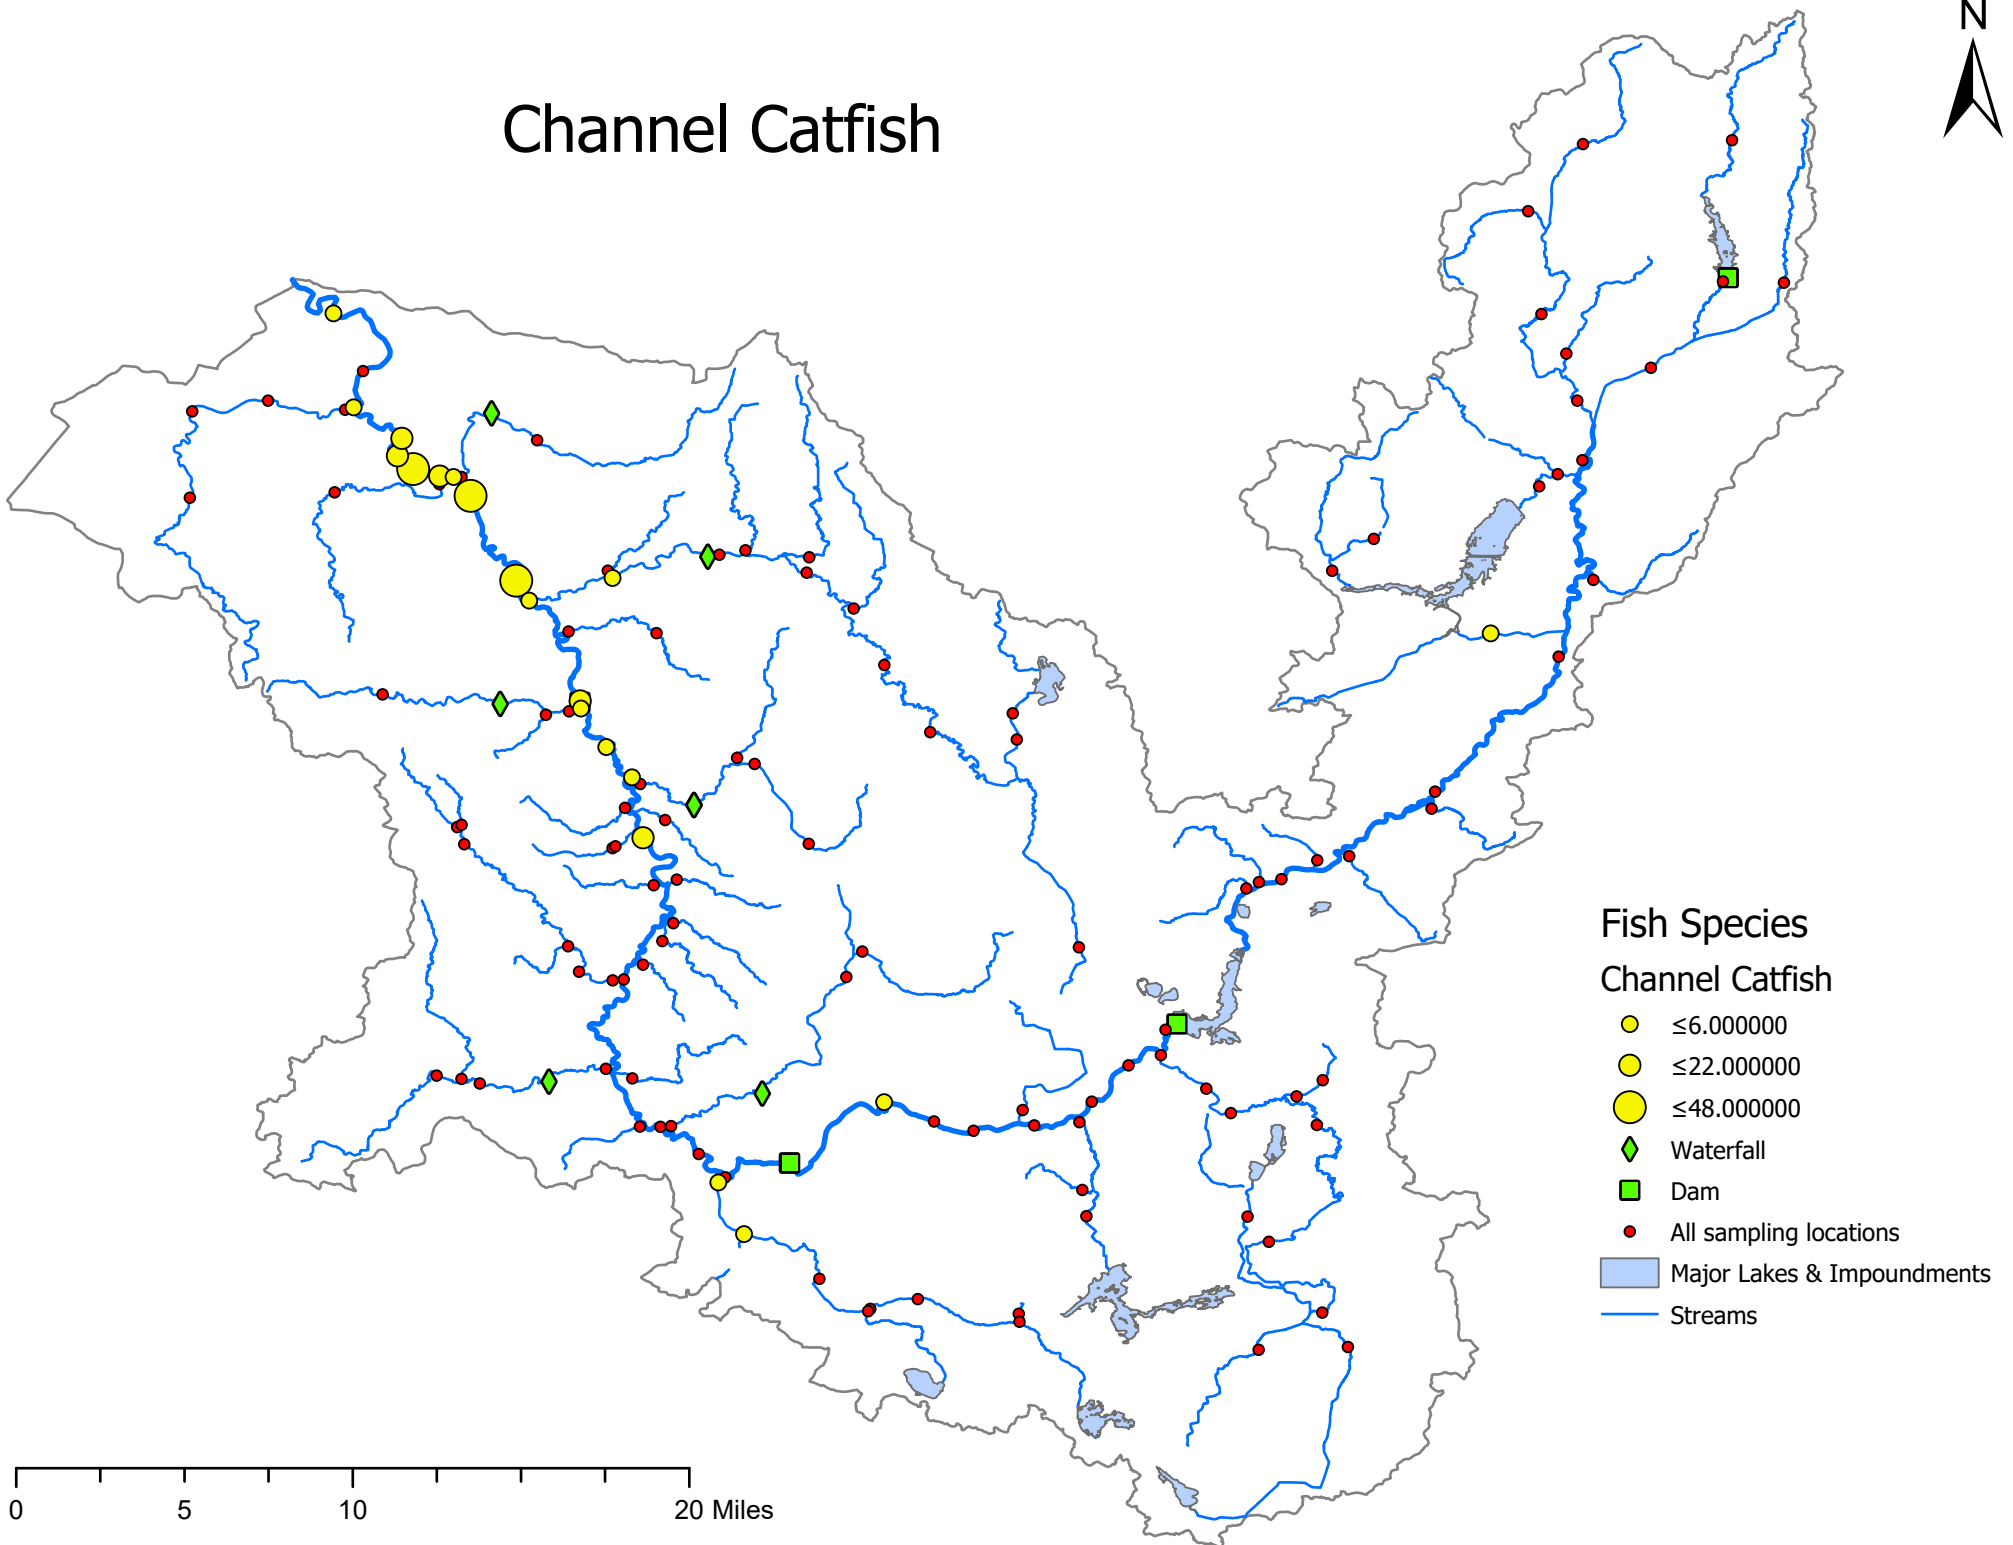 N
Channel Catfish
Fish Species
Channel Catfish
≤6.000000
≤22.000000
≤48.000000
Waterfall
Dam
All sampling locations
Major Lakes & Impoundments
Streams
0 5 10 20 Miles